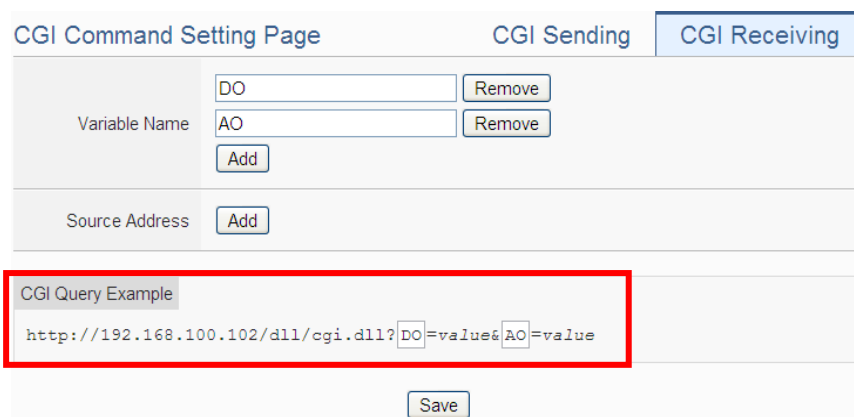 CGI Command Setting Page CGI Sending CGI Receiving
DO Remove
Variable Name AO Remove
Add
Source Address Add
CGI Query Example
http://192.168.100.102/dll/cgi.dll?DO=value&AO=value
Save